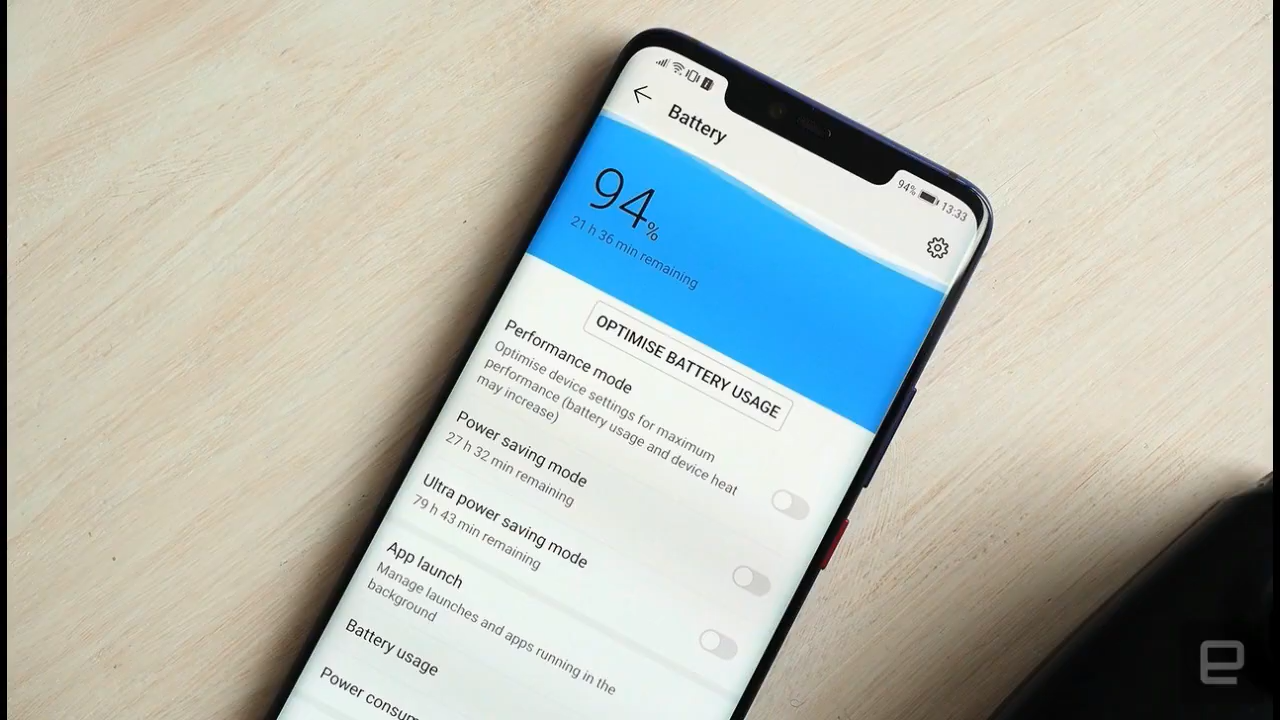 94% 13:33
Battery
94%
21 h 36 min remaining
OPTIMISE BATTERY USAGE
Performance mode
Optimise device settings for maximum
performance (battery usage and device heat
may increase)
Power saving mode
27 h 32 min remaining
Ultra power saving mode
79 h 43 min remaining
App launch
Manage launches and apps running in the
background
Battery usage
Power consum
e